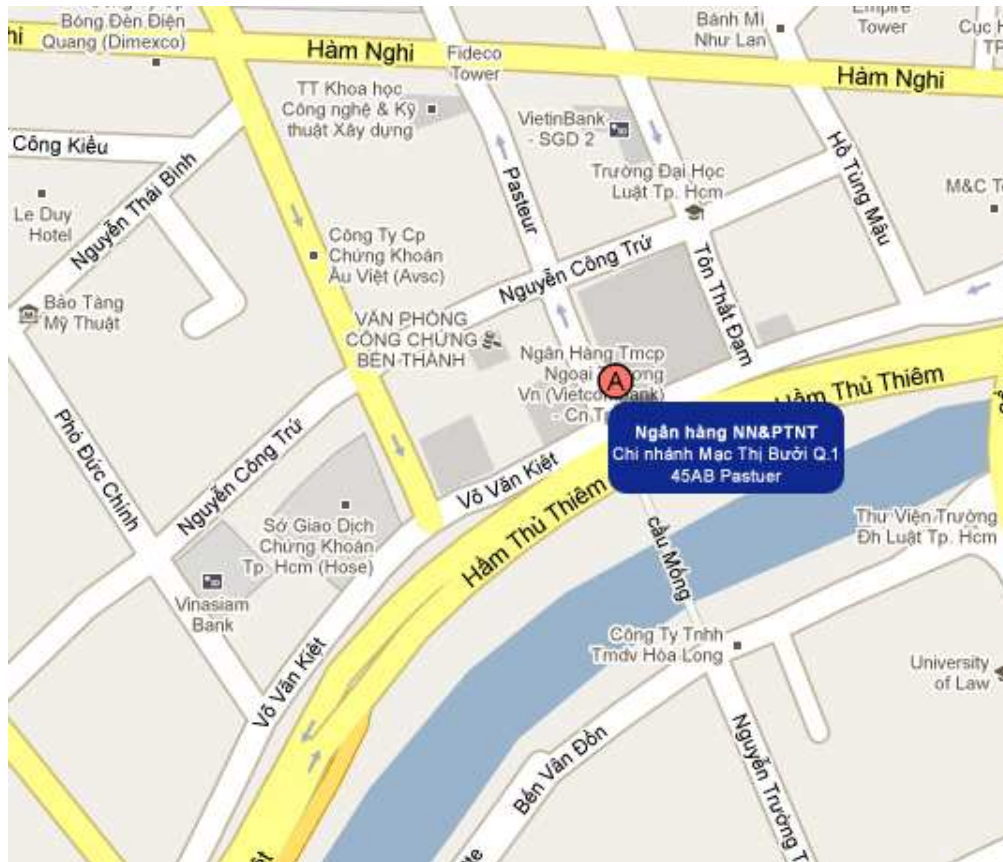 Bóng Đèn Điện
Quang (Dimexco)
Hàm Nghi
Fideco
Tower
Bánh Mì
Như Lan
Empire
Tower
Cục
Hàm Nghi
TT Khoa học
Công nghệ & Kỹ
thuật Xây dựng
VietinBank
- SGD 2
Công Kiều
Nguyễn Thái Bình
Pasteur
Trường Đại Học
Luật Tp. Hcm
Hồ Tùng Mậu
M&C
Le Duy
Hotel
Công Ty Cp
Chứng Khoán
Âu Việt (Avsc)
Nguyễn Công Trứ
Tôn Thất Đạm
Bảo Tàng
Mỹ Thuật
VĂN PHÒNG
CÔNG CHỨNG
BẾN THÀNH
Ngân Hàng Tmcp
Ngoại
Vn
- Cn
A
Hầm Thủ Thiêm
Ngân hàng NN&PTNT
Chi nhánh Mạc Thị Bưởi Q.1
45AB Pastuer
Phó Đức Chính
Nguyễn Công Trứ
Võ Văn Kiệt
Hầm Thủ Thiêm
Sở Giao Dịch
Chứng Khoán
Tp. Hcm (Hose)
Cầu Mống
Thư Viện Trường
Đh Luật Tp. Hcm
Vinasiam
Bank
Công Ty Tnhh
Tmdv Hòa Long
University
of Law
Võ Văn Kiệt
Bến Vân Đồn
Nguyễn Trường